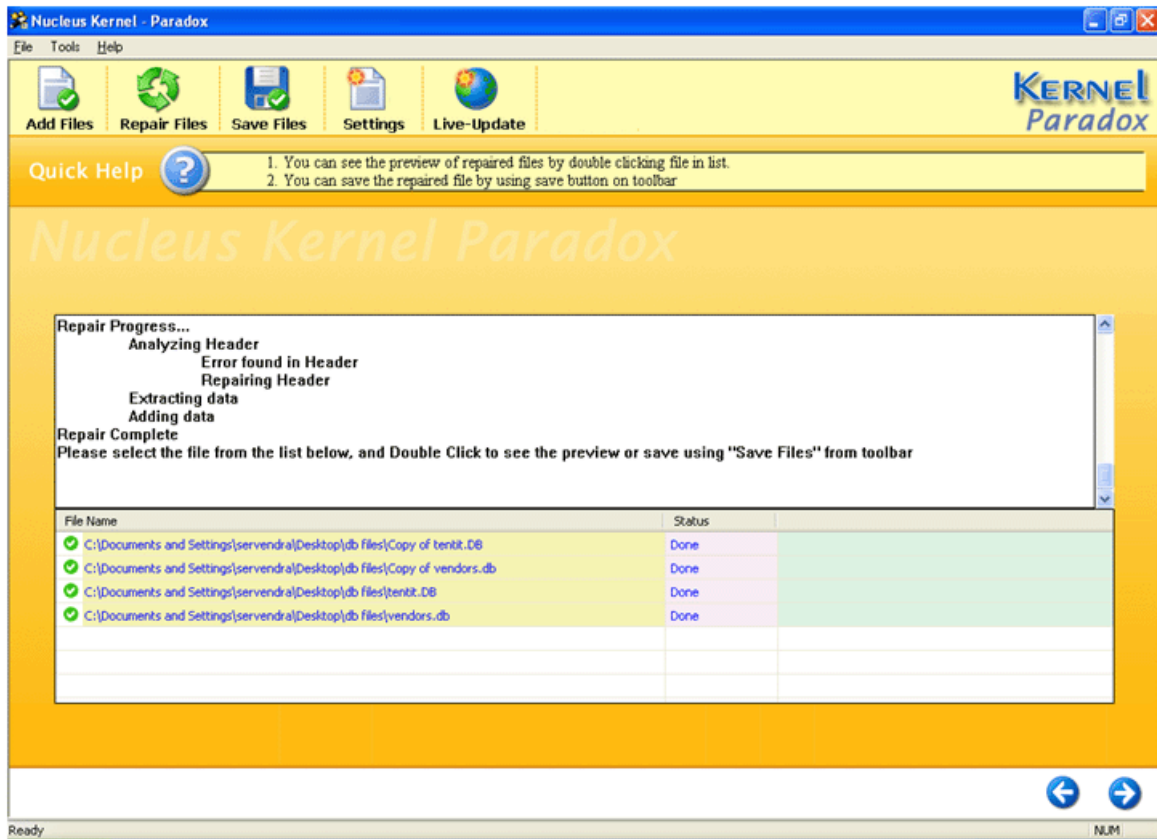 Nucleus Kernel - Paradox
File Tools Help
Add Files Repair Files Save Files Settings Live-Update
KERNEL
Paradox
Quick Help
1. You can see the preview of repaired files by double clicking file in list.
2. You can save the repaired file by using save button on toolbar
Nucleus Kernel Paradox
Repair Progress...
Analyzing Header
Error found in Header
Repairing Header
Extracting data
Adding data
Repair Complete
Please select the file from the list below, and Double Click to see the preview or save using "Save Files" from toolbar
File Name Status
C:\Documents and Settings\servendra\Desktop\db files\Copy of tentit.DB Done
C:\Documents and Settings\servendra\Desktop\db files\Copy of vendors.db Done
C:\Documents and Settings\servendra\Desktop\db files\tentit.DB Done
C:\Documents and Settings\servendra\Desktop\db files\vendors.db Done
Ready NUM